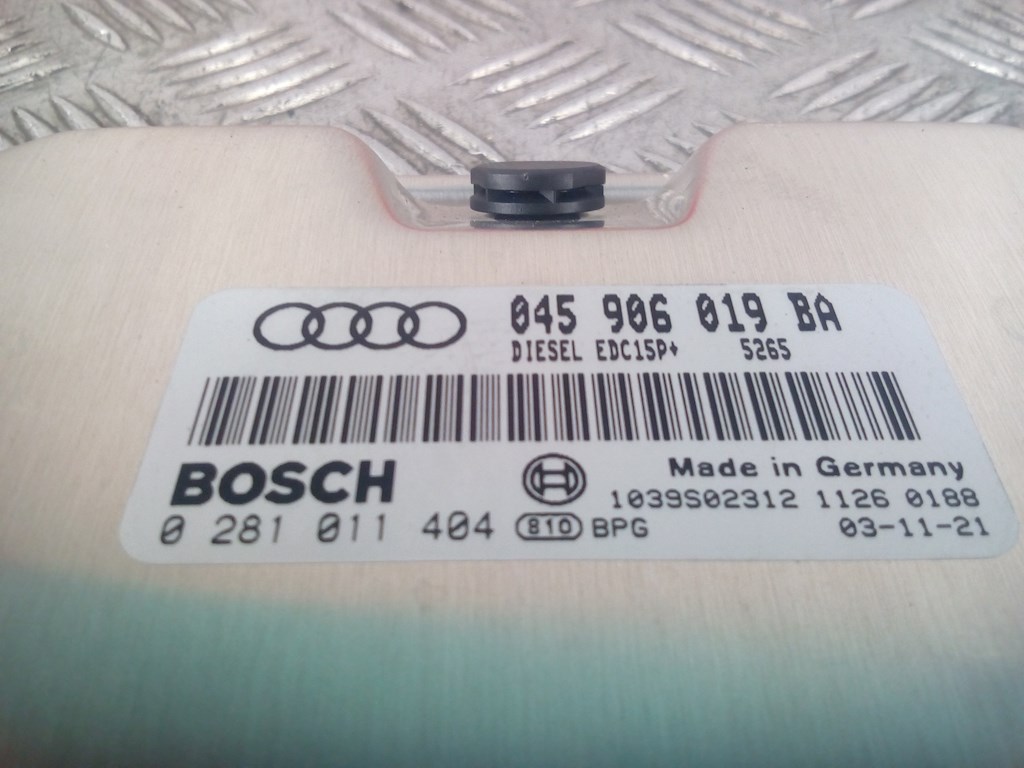 045 906 019 BA
DIESEL EDC15P+ 5265
BOSCH
Made in Germany
1039S02312 1126 0188
0 281 011 404 810 BPG
03-11-21